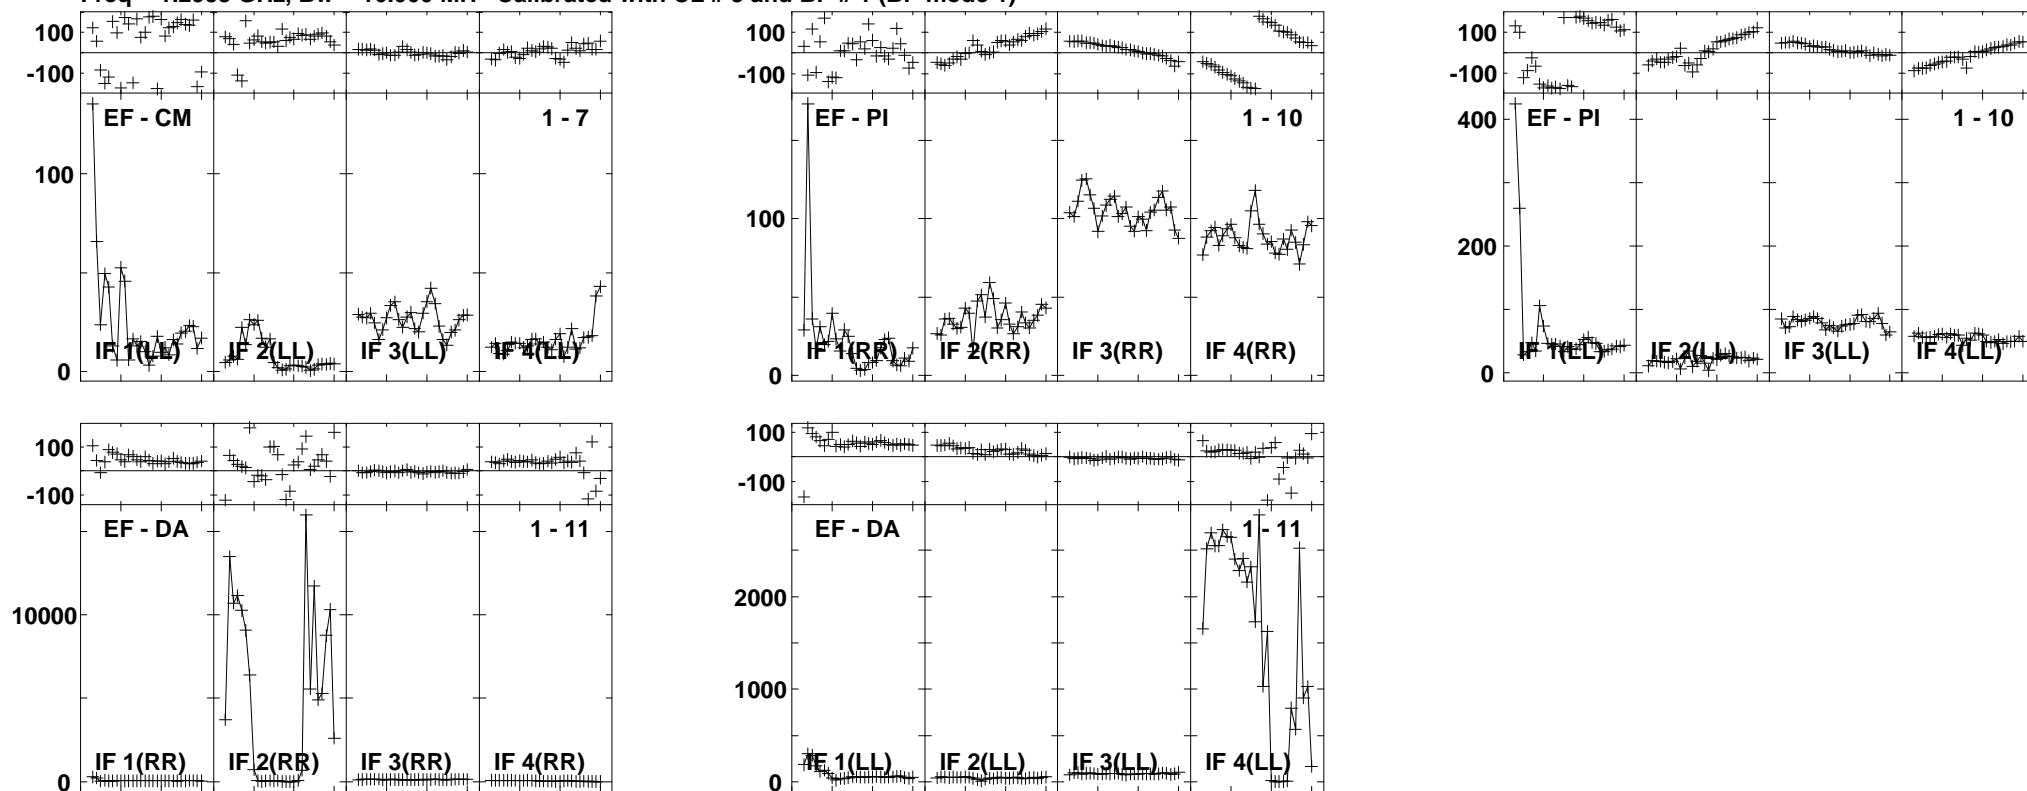 100
-100
EF - CM
1 - 7
100
0
IF 1(LL)
IF 2(LL)
IF 3(LL)
IF 4(LL)
100
-100
EF - PI
1 - 10
100
0
IF 1(RR)
IF 2(RR)
IF 3(RR)
IF 4(RR)
100
-100
EF - PI
1 - 10
400
200
0
IF 1(LL)
IF 2(LL)
IF 3(LL)
IF 4(LL)
100
-100
EF - DA
1 - 11
10000
0
IF 1(RR)
IF 2(RR)
IF 3(RR)
IF 4(RR)
100
-100
EF - DA
1 - 11
2000
1000
0
IF 1(LL)
IF 2(LL)
IF 3(LL)
IF 4(LL)